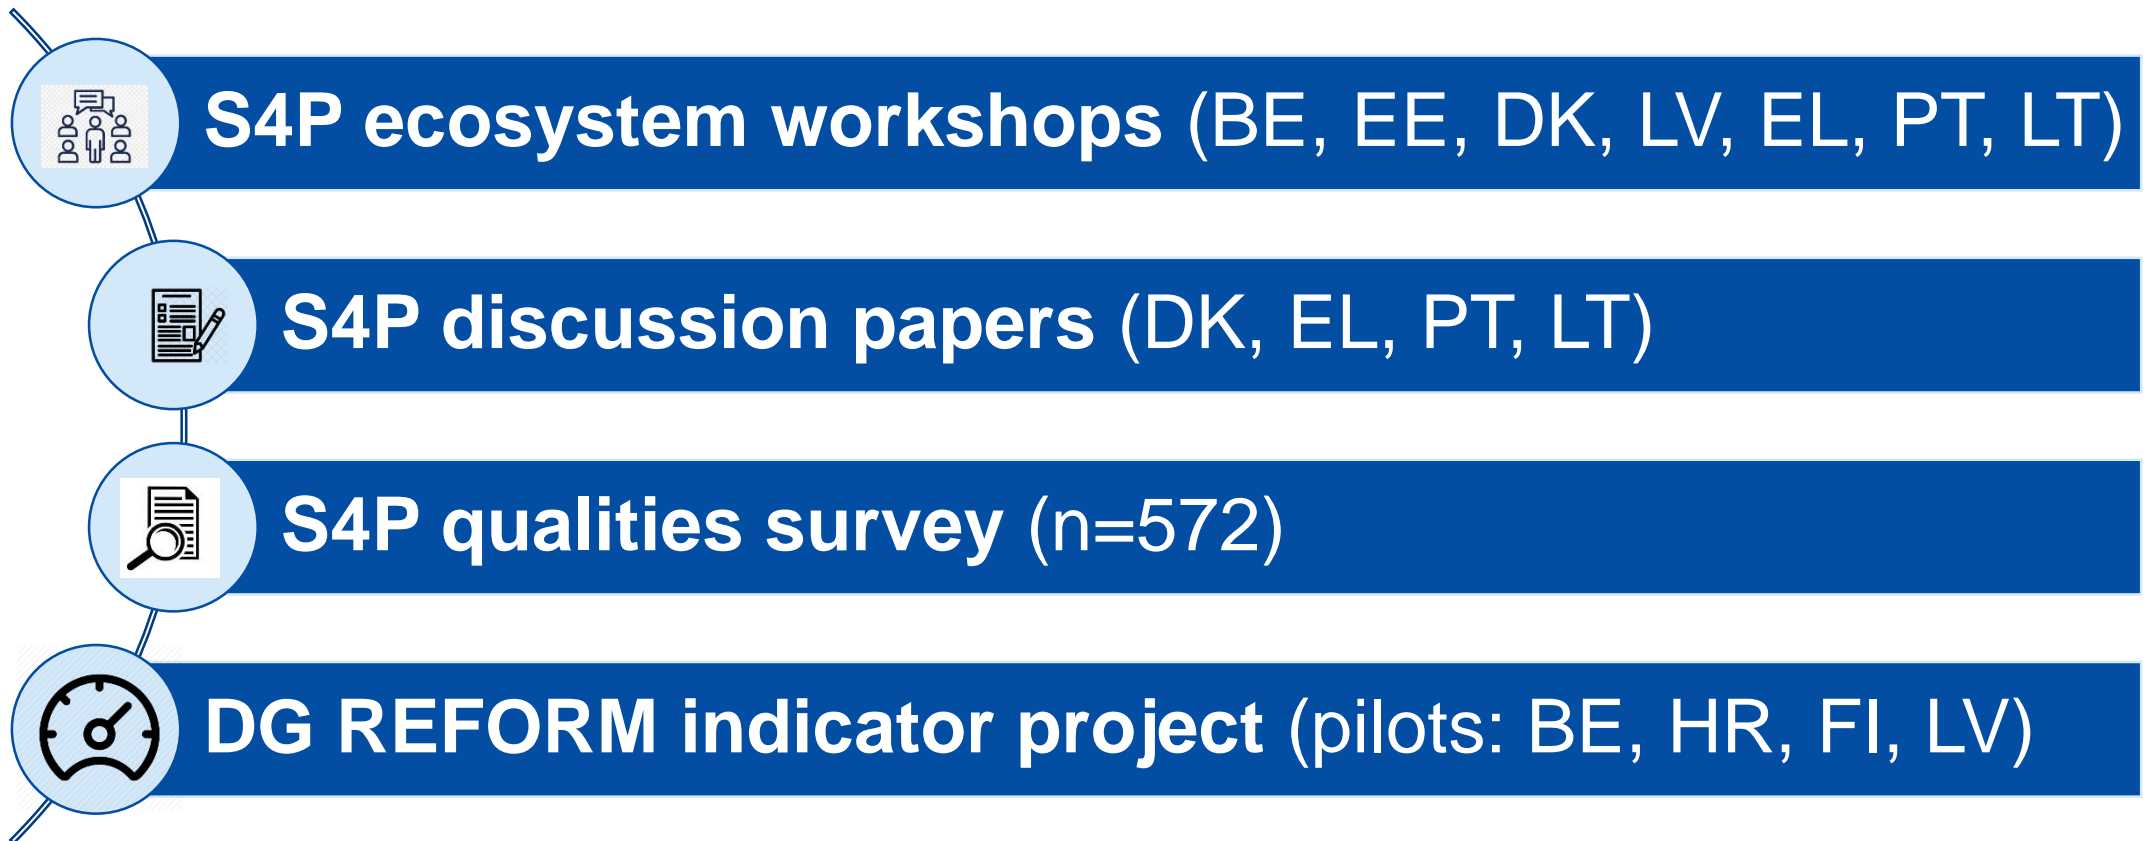 S4P ecosystem workshops (BE, EE, DK, LV, EL, PT, LT)
S4P discussion papers (DK, EL, PT, LT)
S4P qualities survey (n=572)
DG REFORM indicator project (pilots: BE, HR, FI, LV)